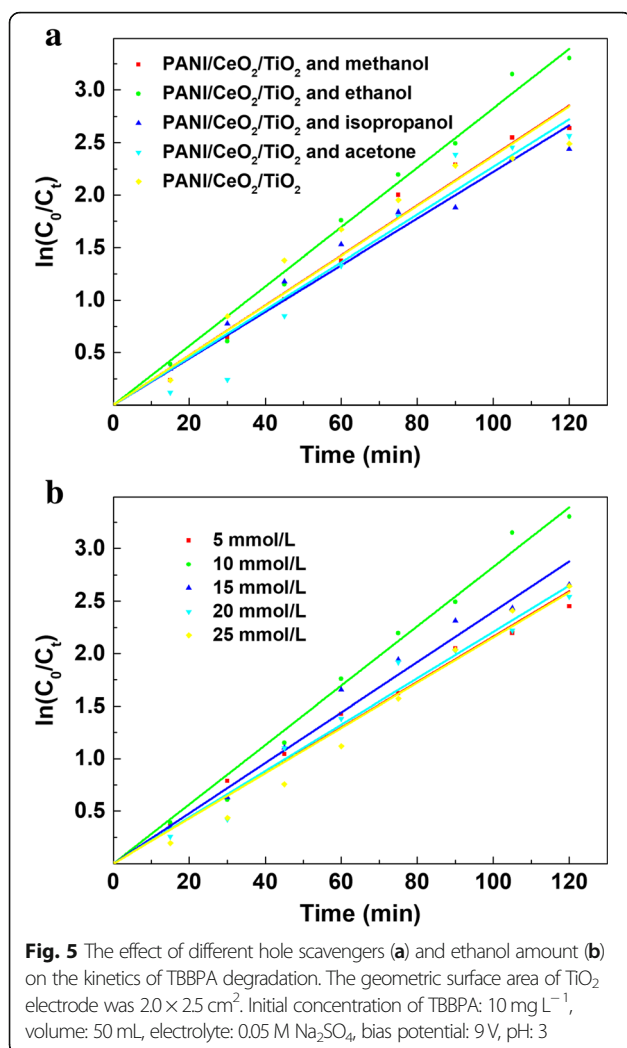 a
PANI/CeO₂/TiO₂ and methanol
PANI/CeO₂/TiO₂ and ethanol
PANI/CeO₂/TiO₂ and isopropanol
PANI/CeO₂/TiO₂ and acetone
PANI/CeO₂/TiO₂
3.0
2.5
2.0
1.5
1.0
0.5
ln(C₀/Cₜ)
0 20 40 60 80 100 120
Time (min)
b
5 mmol/L
10 mmol/L
15 mmol/L
20 mmol/L
25 mmol/L
3.0
2.5
2.0
1.5
1.0
0.5
ln(C₀/Cₜ)
0 20 40 60 80 100 120
Time (min)
Fig. 5 The effect of different hole scavengers (a) and ethanol amount (b)
on the kinetics of TBBPA degradation. The geometric surface area of TiO₂
electrode was 2.0 × 2.5 cm². Initial concentration of TBBPA: 10 mg L⁻¹,
volume: 50 mL, electrolyte: 0.05 M Na₂SO₄, bias potential: 9 V, pH: 3